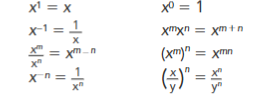 x¹ = x
x⁰ = 1
x⁻¹ = 1/x
xᵐxⁿ = xᵐ⁺ⁿ
xᵐ/xⁿ = xᵐ⁻ⁿ
(xᵐ)ⁿ = xᵐⁿ
x⁻ⁿ = 1/xⁿ
(x/y)ⁿ = xⁿ/yⁿ